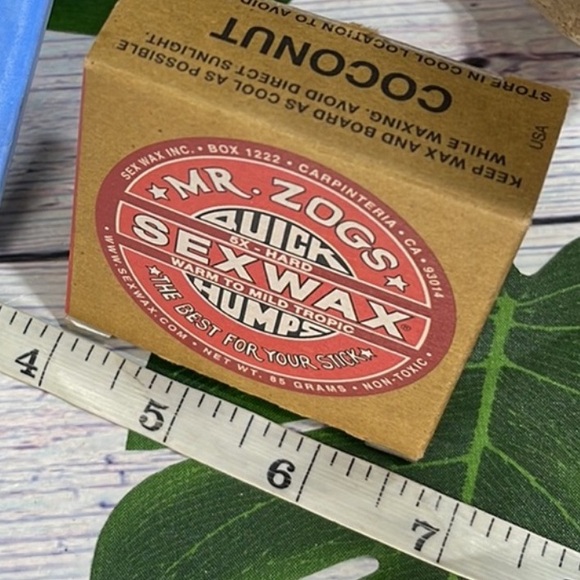 STORE IN COOL LOCATION TO AVOID
COCONUT
KEEP WAX AND BOARD AS COOL AS POSSIBLE
WHILE WAXING. AVOID DIRECT SUNLIGHT.
USA
SEX WAX INC. • BOX 1222 • CARPINTERIA • CA • 93014
★MR. ZOGS★
QUICK
5X - HARD
SEXWAX®
WARM TO MILD TROPIC
HUMPS
★THE BEST FOR YOUR STICK★
• WWW.SEXWAX.COM • NET WT. 85 GRAMS • NON-TOXIC •
4 5 6 7